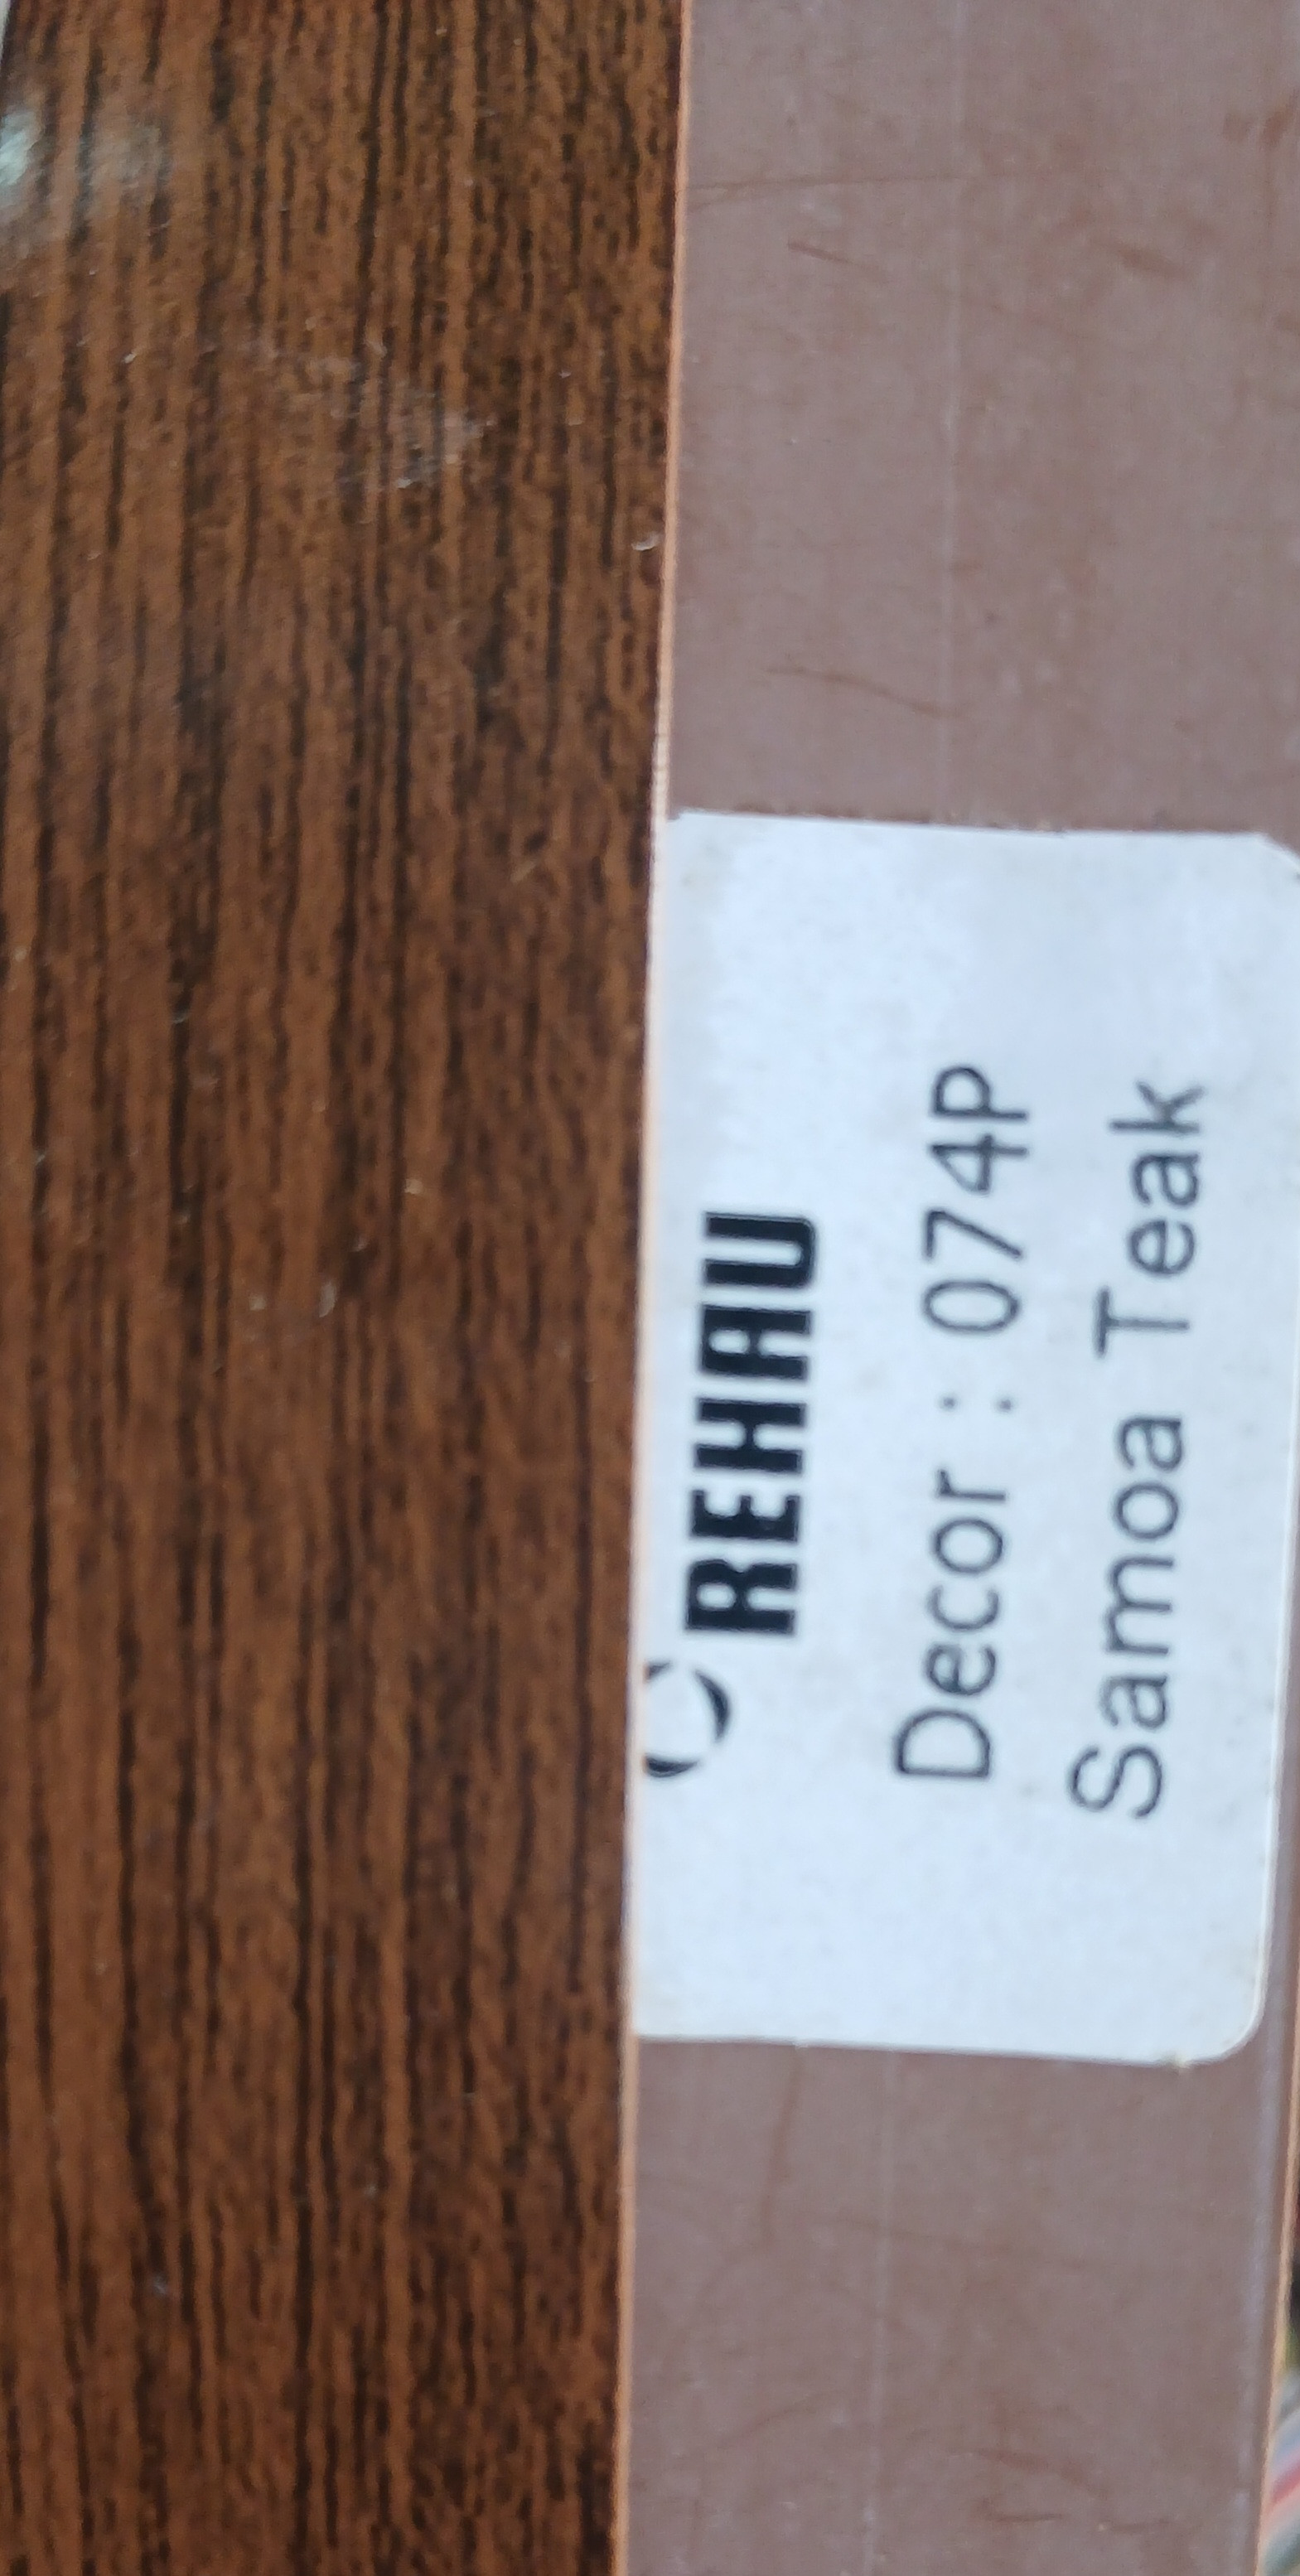 REHAU
Decor : 074P
Samoa Teak